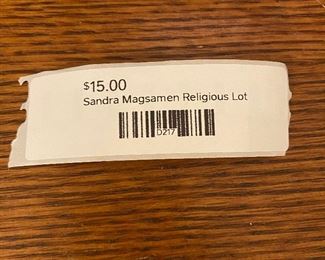 $15.00
Sandra Magsamen Religious Lot
D217